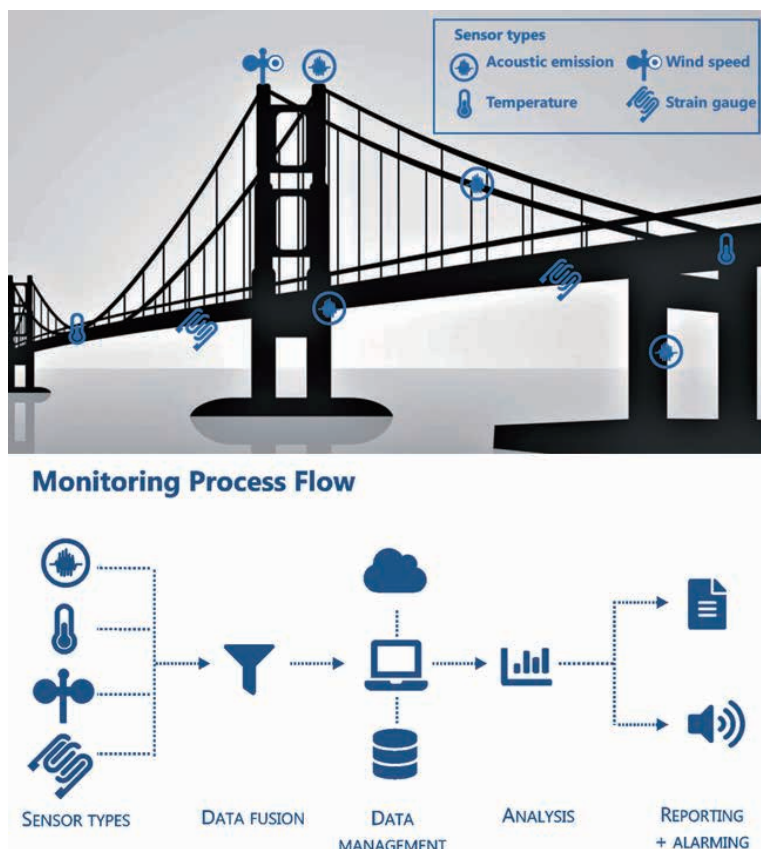 Sensor types
Acoustic emission Wind speed
Temperature Strain gauge
Monitoring Process Flow
SENSOR TYPES DATA FUSION DATA MANAGEMENT ANALYSIS REPORTING + ALARMING